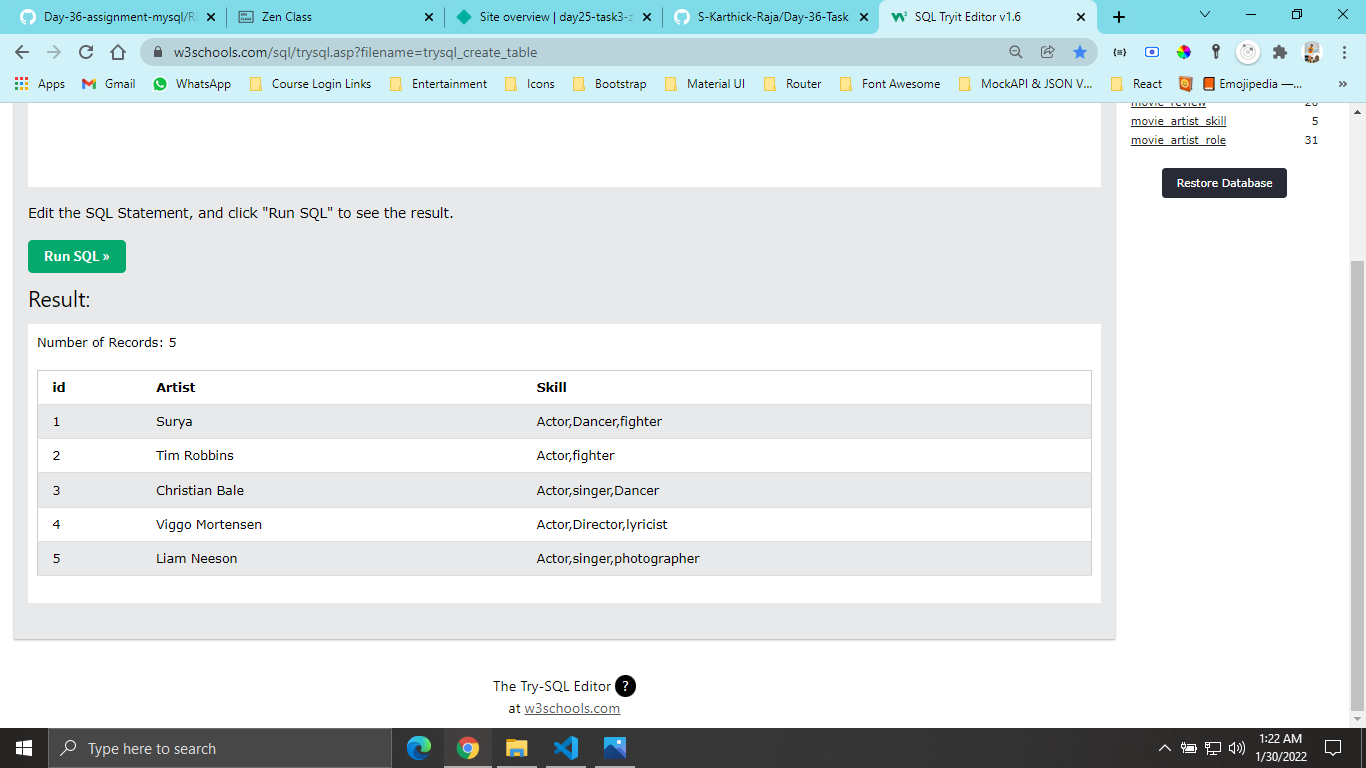 Day-36-assignment-mysql/RE
Zen Class
Site overview | day25-task3-z
S-Karthick-Raja/Day-36-Task
SQL Tryit Editor v1.6
w3schools.com/sql/trysql.asp?filename=trysql_create_table
Apps
Gmail
WhatsApp
Course Login Links
Entertainment
Icons
Bootstrap
Material UI
Router
Font Awesome
MockAPI & JSON V...
React
Emojipedia —...
»
movie_review 20
movie_artist_skill 5
movie_artist_role 31
Restore Database
Edit the SQL Statement, and click "Run SQL" to see the result.
Run SQL »
Result:
Number of Records: 5
id Artist Skill
1 Surya Actor,Dancer,fighter
2 Tim Robbins Actor,fighter
3 Christian Bale Actor,singer,Dancer
4 Viggo Mortensen Actor,Director,lyricist
5 Liam Neeson Actor,singer,photographer
The Try-SQL Editor ?
at w3schools.com
Type here to search
1:22 AM
1/30/2022